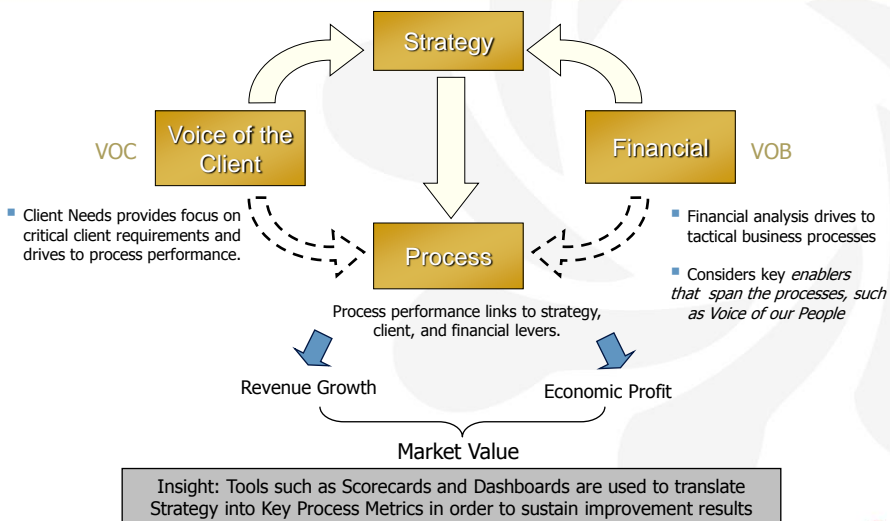 Strategy
VOC
Voice of the
Client
Financial
VOB
▪ Client Needs provides focus on
critical client requirements and
drives to process performance.
Process
▪ Financial analysis drives to
tactical business processes
▪ Considers key enablers
that span the processes, such
as Voice of our People
Process performance links to strategy,
client, and financial levers.
Revenue Growth
Economic Profit
Market Value
Insight: Tools such as Scorecards and Dashboards are used to translate
Strategy into Key Process Metrics in order to sustain improvement results